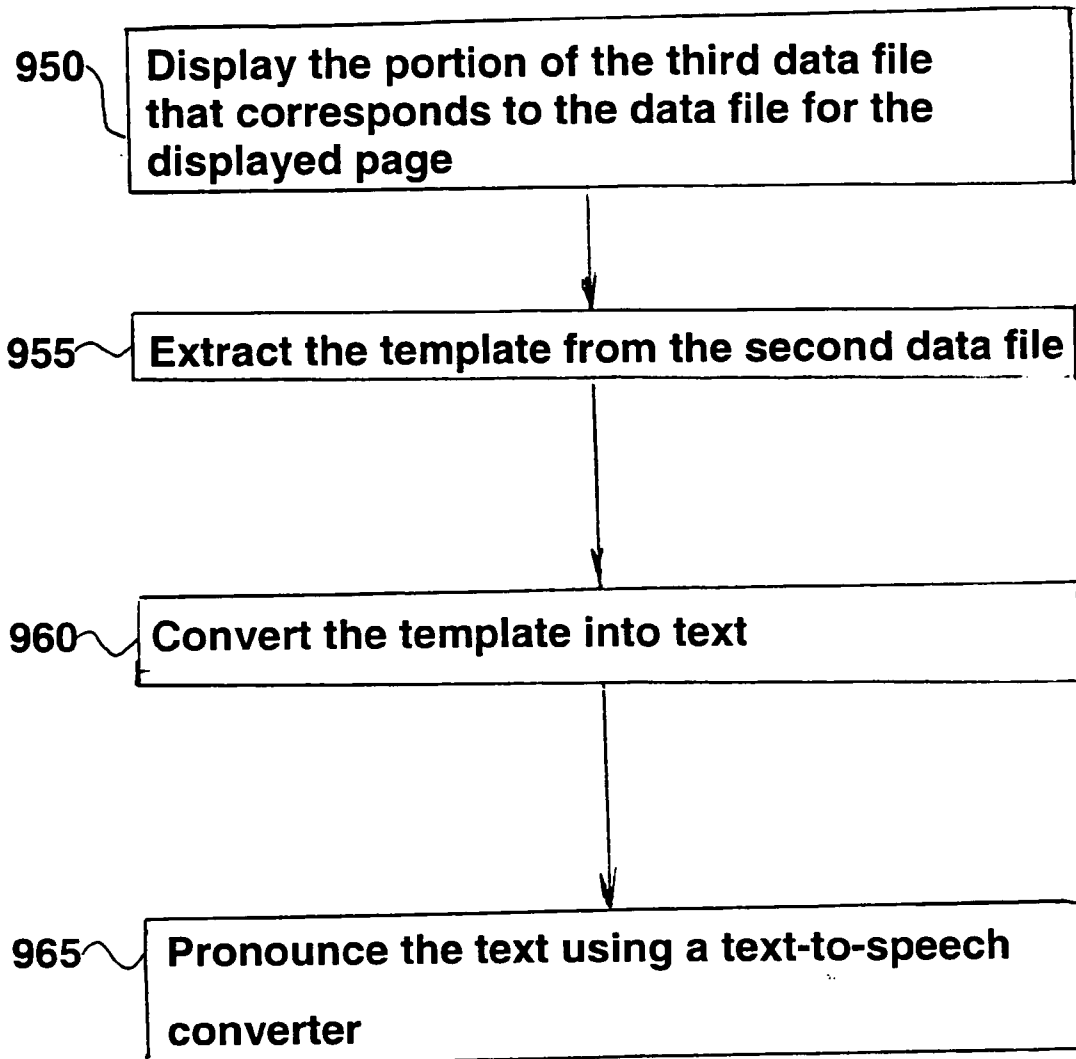 950
Display the portion of the third data file
that corresponds to the data file for the
displayed page
955
Extract the template from the second data file
960
Convert the template into text
965
Pronounce the text using a text-to-speech
converter